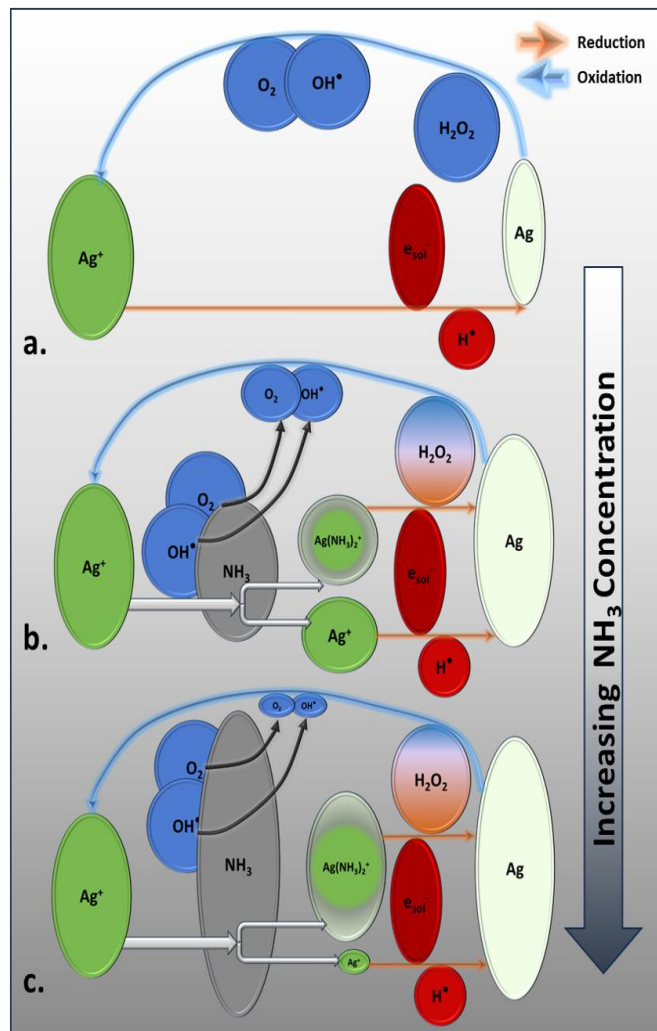 Reduction
Oxidation
O₂
OH•
H₂O₂
Ag⁺
eₛₒₗ⁻
Ag
H•
a.
O₂
OH•
H₂O₂
O₂
OH•
NH₃
Ag⁺
Ag(NH₃)₂⁺
Ag⁺
eₛₒₗ⁻
Ag
H•
b.
O₂
OH•
H₂O₂
O₂
OH•
NH₃
Ag⁺
Ag(NH₃)₂⁺
Ag⁺
eₛₒₗ⁻
Ag
H•
c.
Increasing NH₃ Concentration